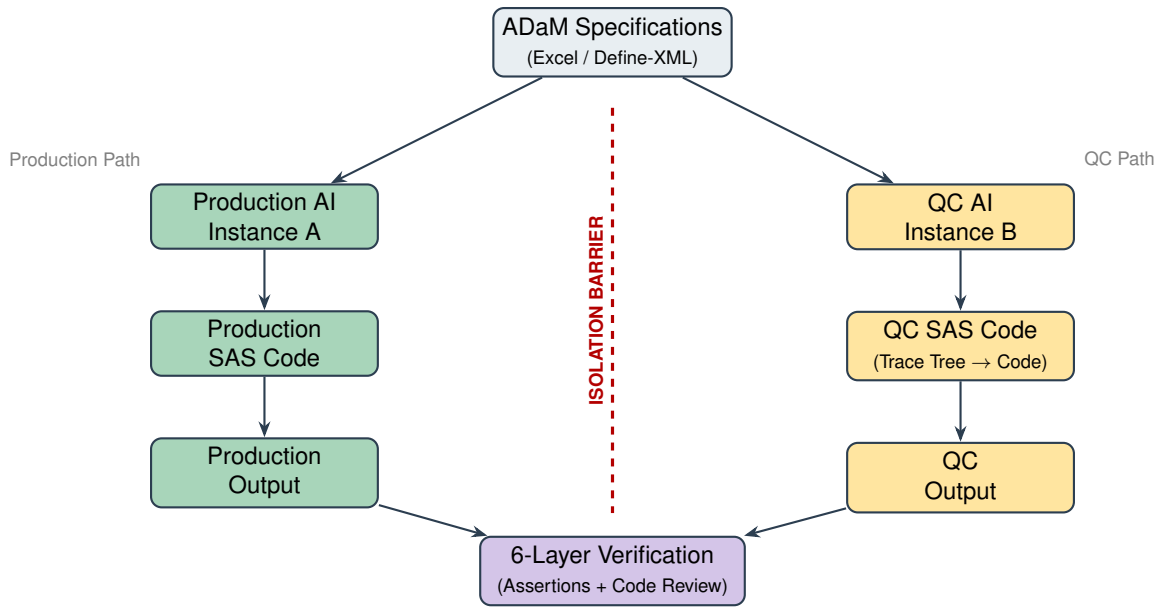 ADaM Specifications
(Excel / Define-XML)
Production Path
QC Path
Production AI
Instance A
QC AI
Instance B
ISOLATION BARRIER
Production
SAS Code
QC SAS Code
(Trace Tree → Code)
Production
Output
QC
Output
6-Layer Verification
(Assertions + Code Review)